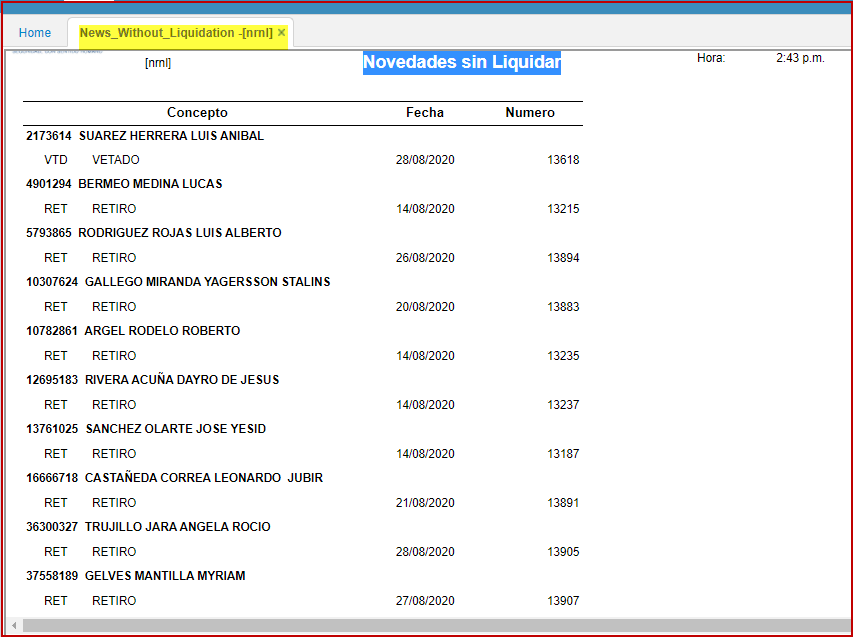 Home News_Without_Liquidation -[nrnl] ×
[nrnl] Novedades sin Liquidar Hora: 2:43 p.m.
Concepto Fecha Numero
2173614 SUAREZ HERRERA LUIS ANIBAL
VTD VETADO 28/08/2020 13618
4901294 BERMEO MEDINA LUCAS
RET RETIRO 14/08/2020 13215
5793865 RODRIGUEZ ROJAS LUIS ALBERTO
RET RETIRO 26/08/2020 13894
10307624 GALLEGO MIRANDA YAGERSSON STALINS
RET RETIRO 20/08/2020 13883
10782861 ARGEL RODELO ROBERTO
RET RETIRO 14/08/2020 13235
12695183 RIVERA ACUÑA DAYRO DE JESUS
RET RETIRO 14/08/2020 13237
13761025 SANCHEZ OLARTE JOSE YESID
RET RETIRO 14/08/2020 13187
16666718 CASTAÑEDA CORREA LEONARDO JUBIR
RET RETIRO 21/08/2020 13891
36300327 TRUJILLO JARA ANGELA ROCIO
RET RETIRO 28/08/2020 13905
37558189 GELVES MANTILLA MYRIAM
RET RETIRO 27/08/2020 13907